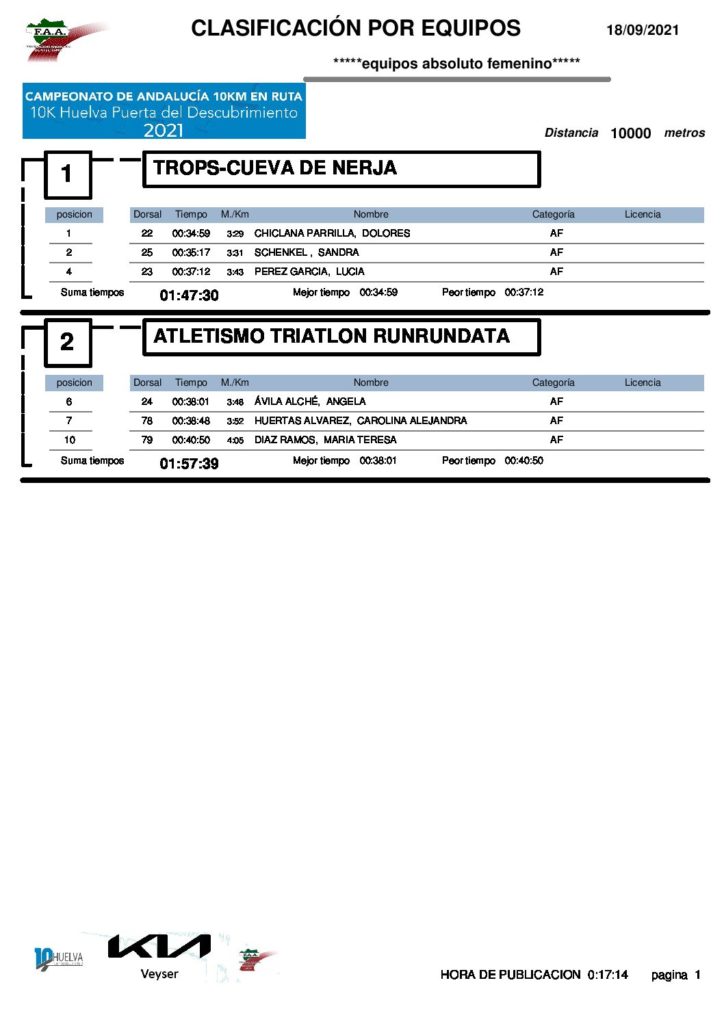 F.A.A.
CLASIFICACIÓN POR EQUIPOS
18/09/2021
*****equipos absoluto femenino*****
CAMPEONATO DE ANDALUCÍA 10KM EN RUTA
10K Huelva Puerta del Descubrimiento
2021
Distancia 10000 metros
1 TROPS-CUEVA DE NERJA
posicion Dorsal Tiempo M./Km Nombre Categoría Licencia
1 22 00:34:59 3:29 CHICLANA PARRILLA, DOLORES AF
2 25 00:35:17 3:31 SCHENKEL , SANDRA AF
4 23 00:37:12 3:43 PEREZ GARCIA, LUCIA AF
Suma tiempos 01:47:30 Mejor tiempo 00:34:59 Peor tiempo 00:37:12
2 ATLETISMO TRIATLON RUNRUNDATA
posicion Dorsal Tiempo M./Km Nombre Categoría Licencia
6 24 00:38:01 3:48 ÁVILA ALCHÉ, ANGELA AF
7 78 00:38:48 3:52 HUERTAS ALVAREZ, CAROLINA ALEJANDRA AF
10 79 00:40:50 4:05 DIAZ RAMOS, MARIA TERESA AF
Suma tiempos 01:57:39 Mejor tiempo 00:38:01 Peor tiempo 00:40:50
10 HUELVA
KIA
Veyser
HORA DE PUBLICACION 0:17:14 pagina 1